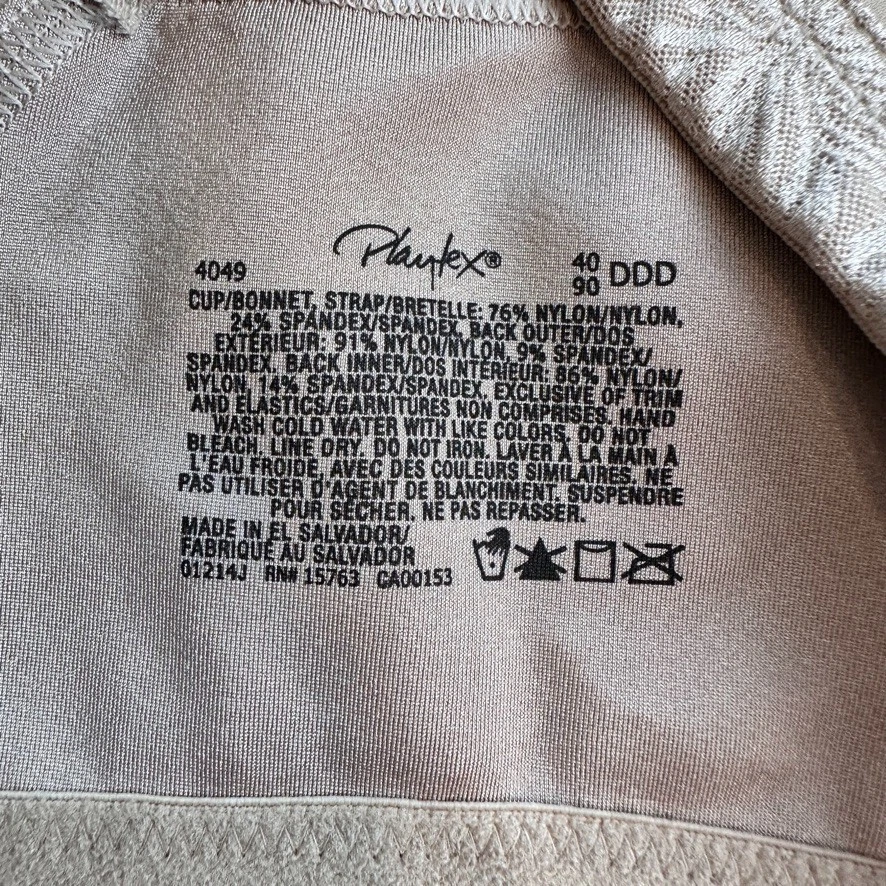 Playtex®
4049
40
90 DDD
CUP/BONNET, STRAP/BRETELLE: 76% NYLON/NYLON,
24% SPANDEX/SPANDEX, BACK OUTER/DOS
EXTÉRIEUR: 91% NYLON/NYLON, 9% SPANDEX/
SPANDEX, BACK INNER/DOS INTÉRIEUR: 86% NYLON/
NYLON, 14% SPANDEX/SPANDEX, EXCLUSIVE OF TRIM
AND ELASTICS/GARNITURES NON COMPRISES. HAND
WASH COLD WATER WITH LIKE COLORS. DO NOT
BLEACH. LINE DRY. DO NOT IRON. LAVER À LA MAIN À
L'EAU FROIDE, AVEC DES COULEURS SIMILAIRES. NE
PAS UTILISER D'AGENT DE BLANCHIMENT. SUSPENDRE
POUR SÉCHER. NE PAS REPASSER.
MADE IN EL SALVADOR/
FABRIQUÉ AU SALVADOR
01214J RN# 15763 CA00153